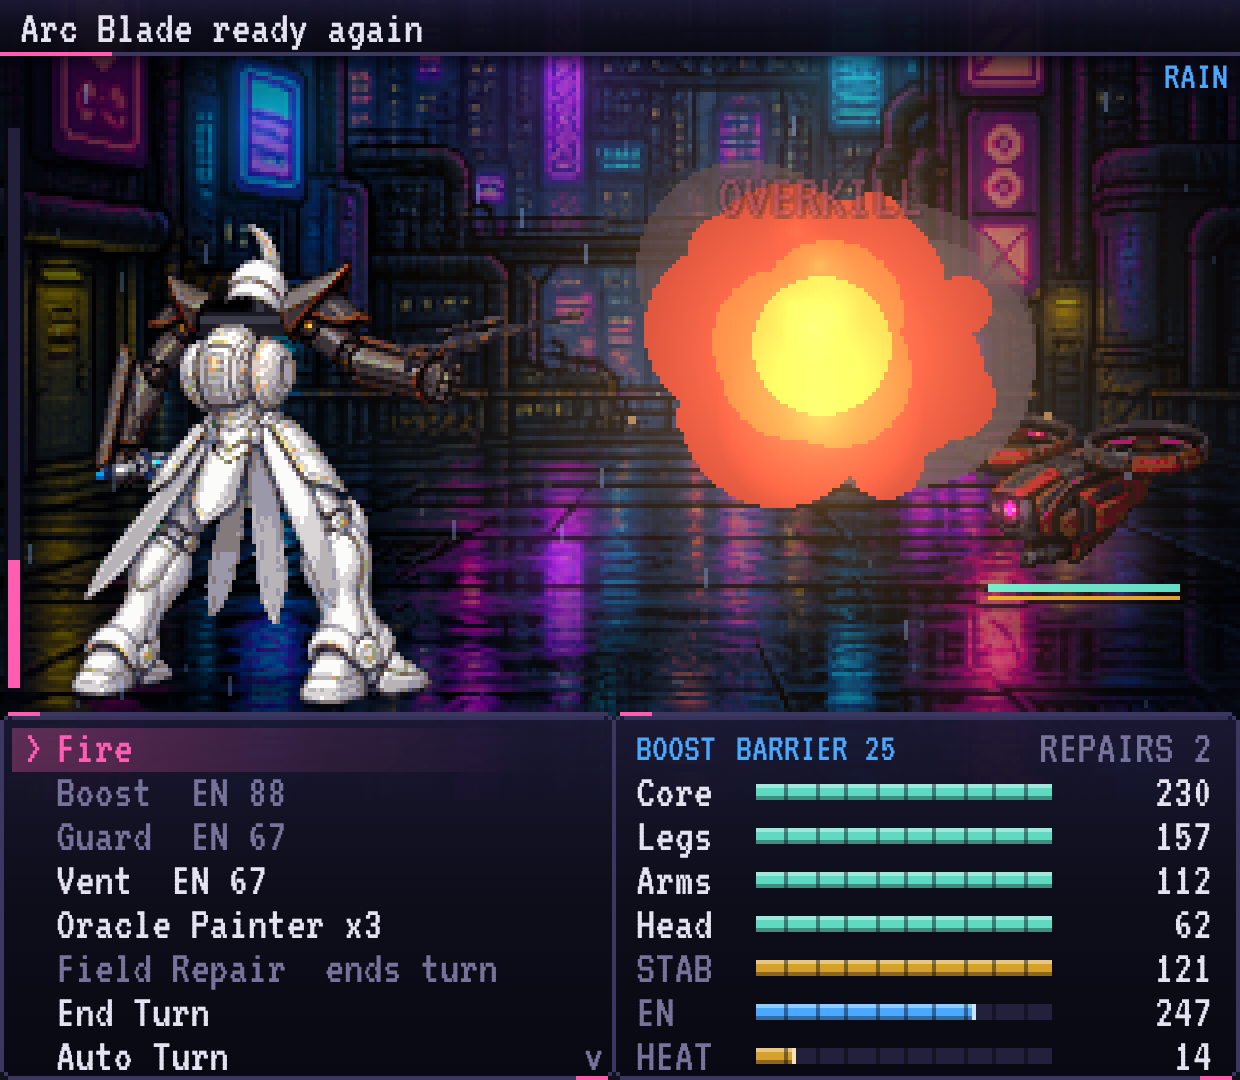 Arc Blade ready again
RAIN
OVERKILL
> Fire
Boost EN 88
Guard EN 67
Vent EN 67
Oracle Painter x3
Field Repair ends turn
End Turn
Auto Turn v
BOOST BARRIER 25 REPAIRS 2
Core 230
Legs 157
Arms 112
Head 62
STAB 121
EN 247
HEAT 14